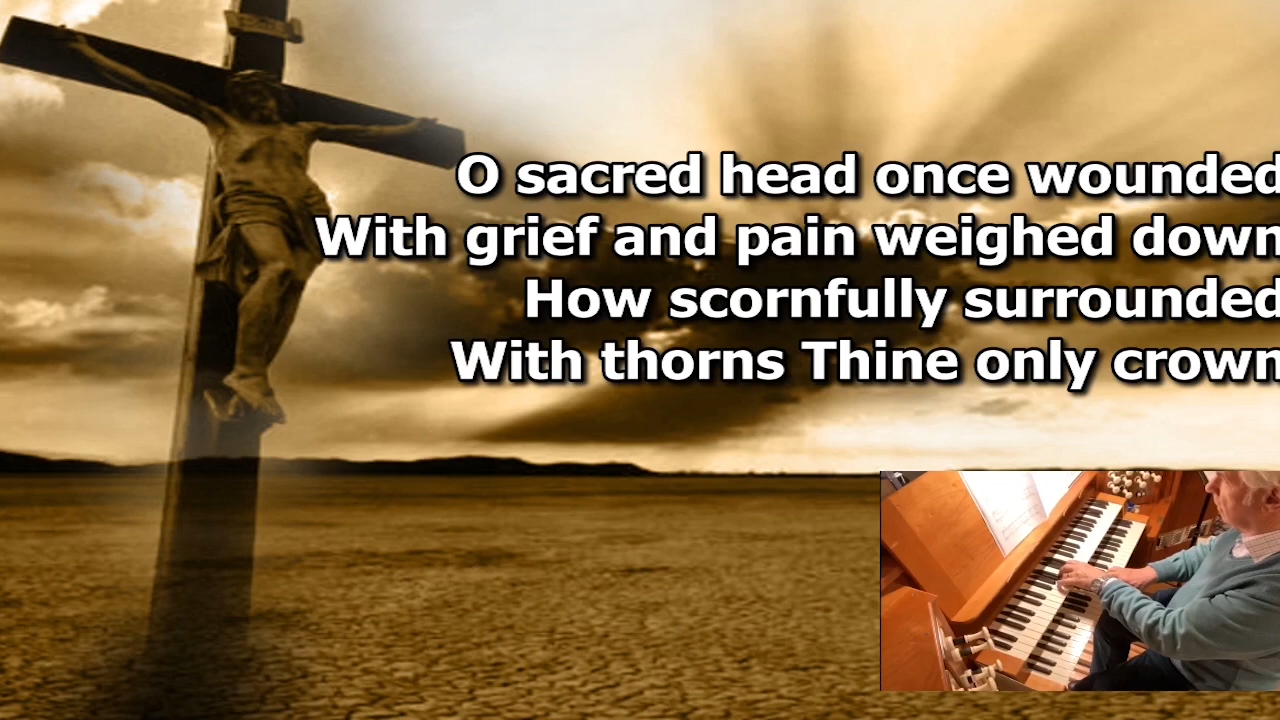 O sacred head once wounded
With grief and pain weighed down
How scornfully surrounded
With thorns Thine only crown